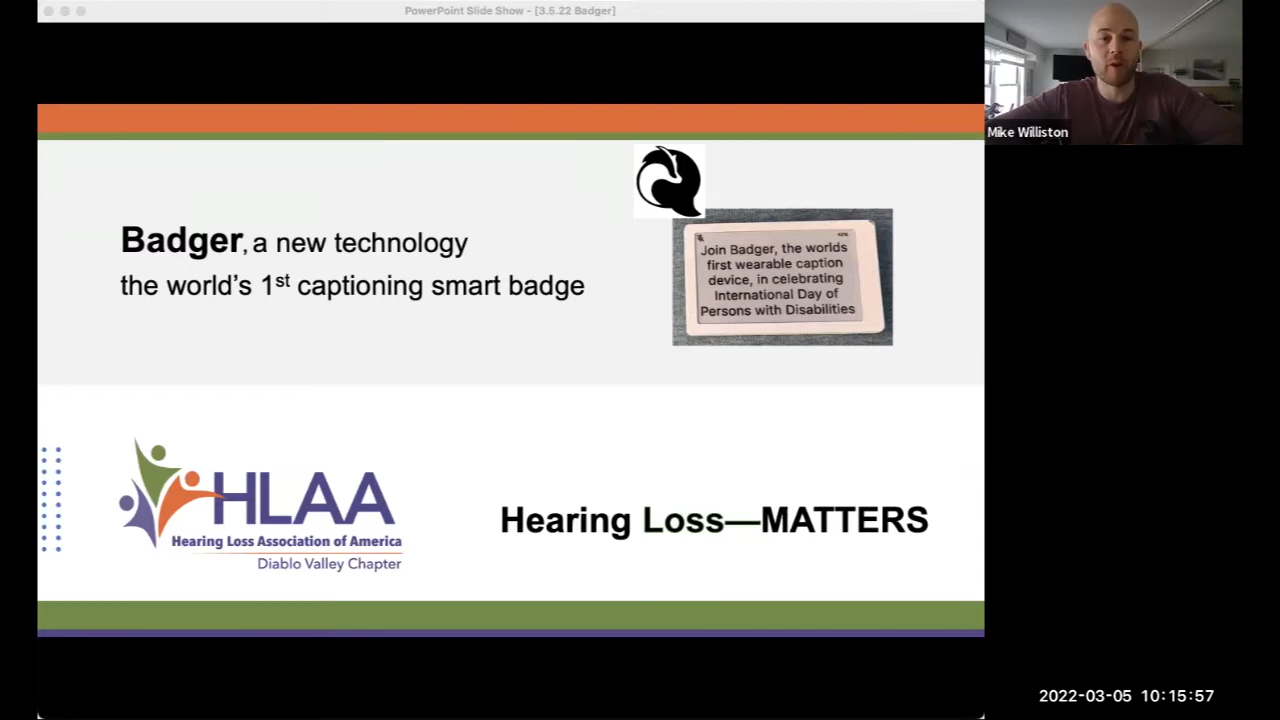 PowerPoint Slide Show - [3.5.22 Badger]
Mike Williston
Badger, a new technology
the world's 1st captioning smart badge
42%
Join Badger, the worlds
first wearable caption
device, in celebrating
International Day of
Persons with Disabilities
HLAA
Hearing Loss Association of America
Diablo Valley Chapter
Hearing Loss—MATTERS
2022-03-05 10:15:57